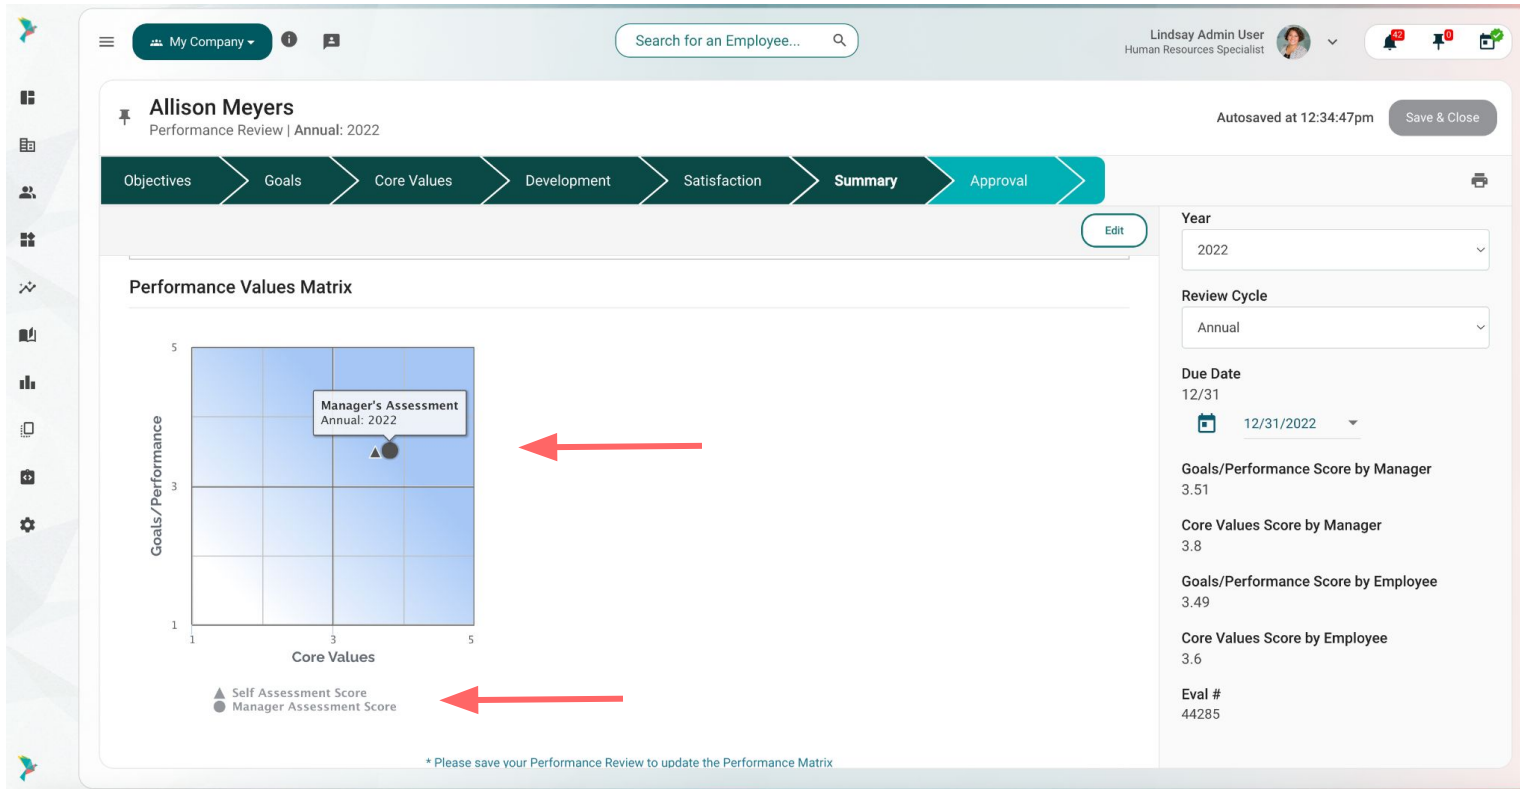 My Company
Search for an Employee...
Lindsay Admin User
Human Resources Specialist
42
0
Allison Meyers
Performance Review | Annual: 2022
Autosaved at 12:34:47pm
Save & Close
Objectives
Goals
Core Values
Development
Satisfaction
Summary
Approval
Edit
Performance Values Matrix
5
Manager's Assessment
Annual: 2022
Goals/Performance
3
1
1
3
5
Core Values
Self Assessment Score
Manager Assessment Score
* Please save your Performance Review to update the Performance Matrix
Year
2022
Review Cycle
Annual
Due Date
12/31
12/31/2022
Goals/Performance Score by Manager
3.51
Core Values Score by Manager
3.8
Goals/Performance Score by Employee
3.49
Core Values Score by Employee
3.6
Eval #
44285